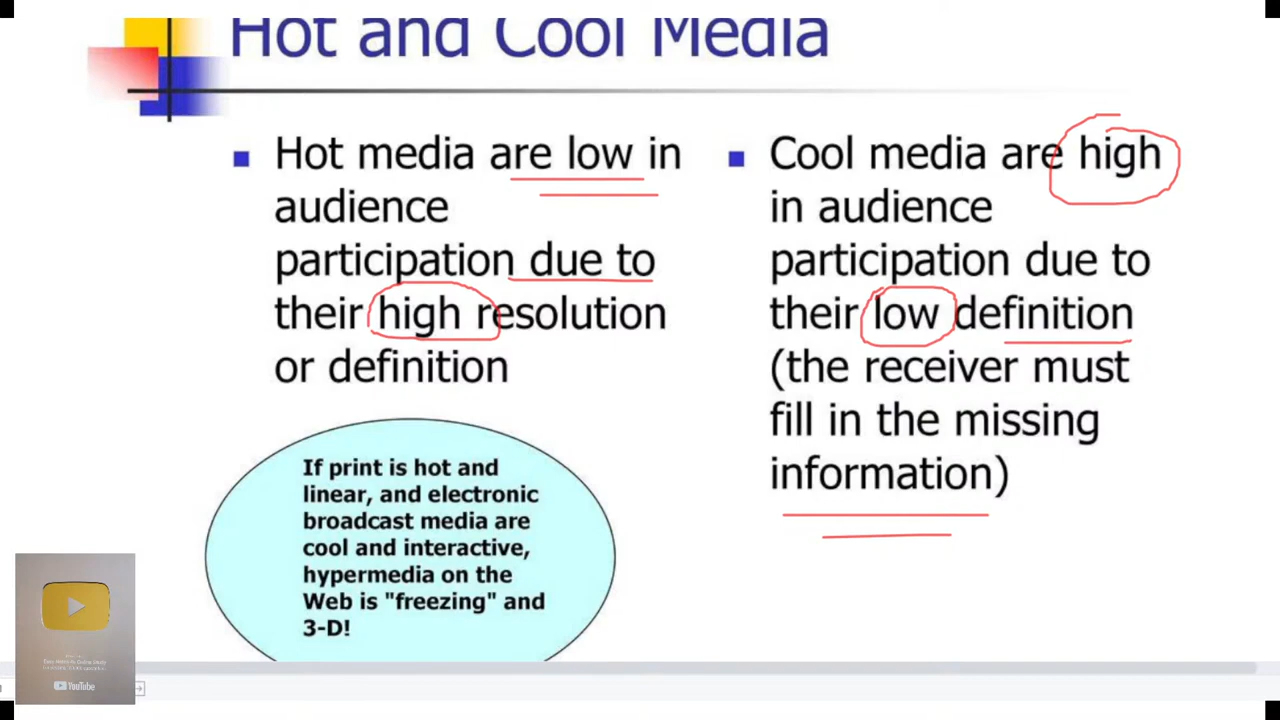 Hot and Cool Media
Hot media are low in
audience
participation due to
their high resolution
or definition
Cool media are high
in audience
participation due to
their low definition
(the receiver must
fill in the missing
information)
If print is hot and
linear, and electronic
broadcast media are
cool and interactive,
hypermedia on the
Web is "freezing" and
3-D!
YouTube